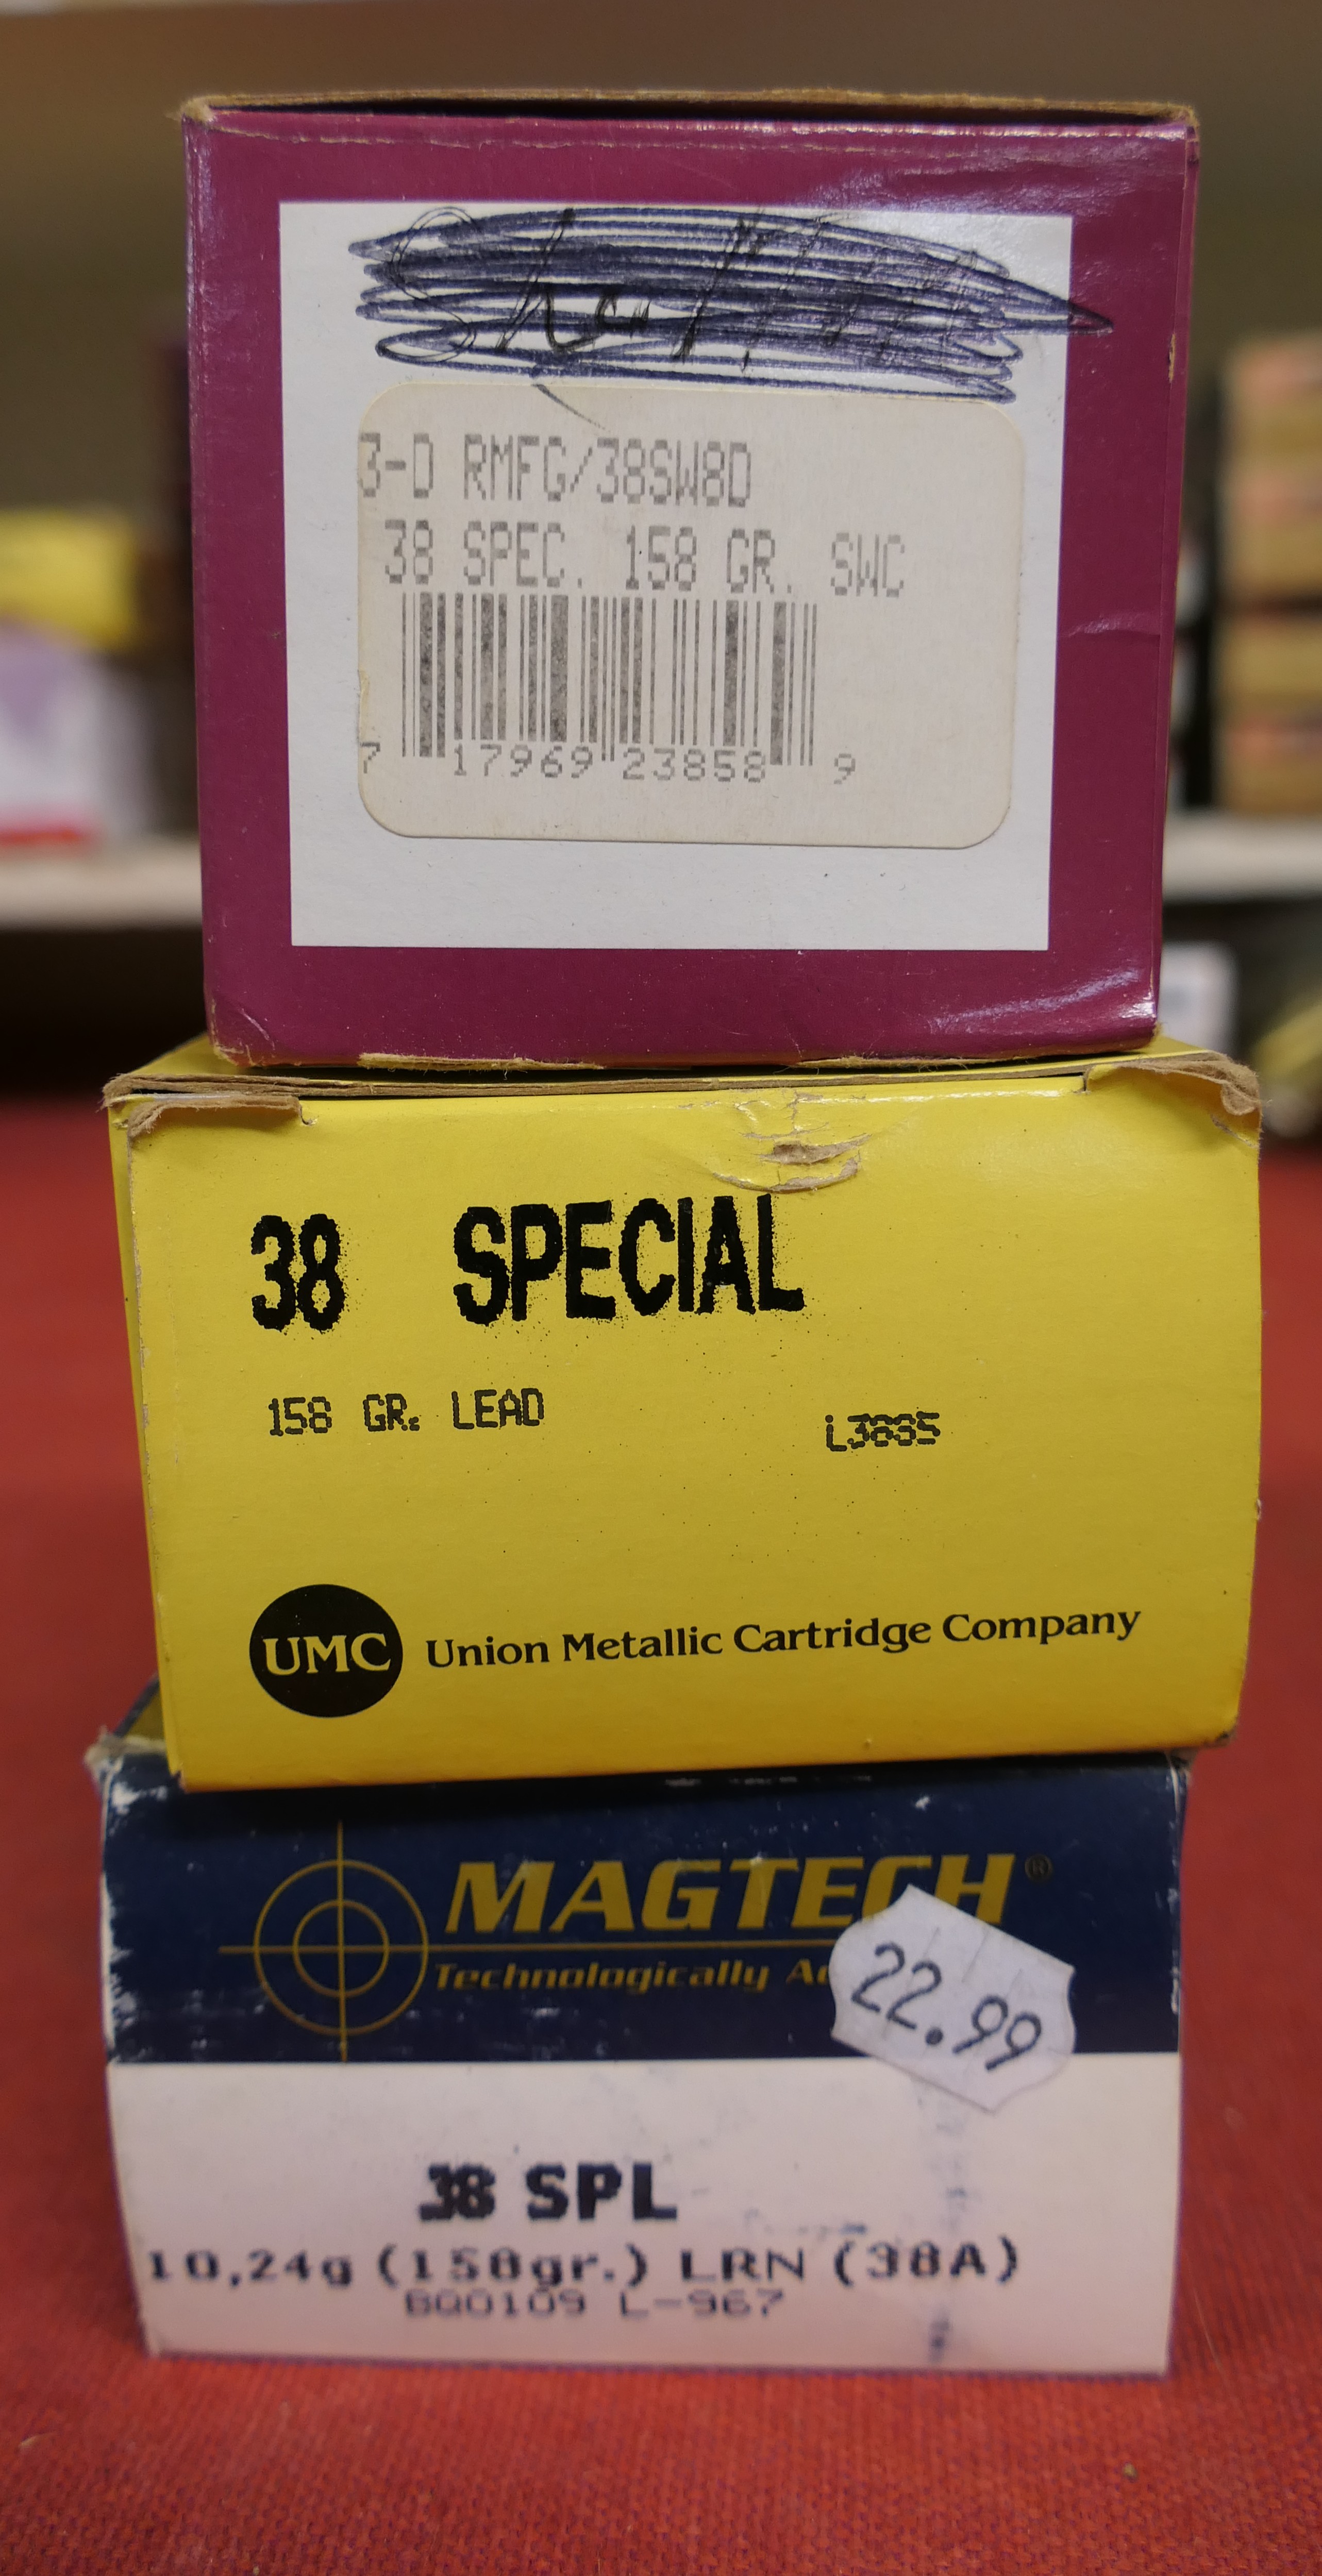 3-D RMFG/38SW8D
38 SPEC. 158 GR. SWC
7 17969 23858 9
38 SPECIAL
158 GR. LEAD L38S5
UMC Union Metallic Cartridge Company
MAGTECH®
Technologically
22.99
38 SPL
10,24g (158gr.) LRN (38A)
BQ0109 L-967